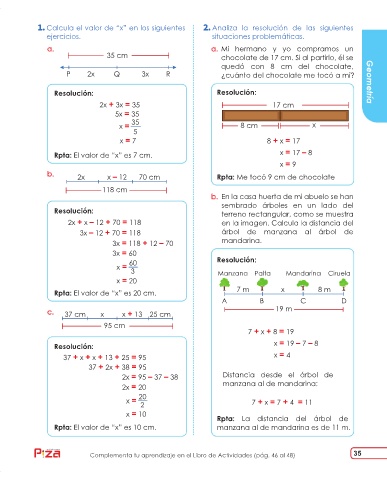 1. Calcula el valor de “x” en los siguientes
ejercicios.
a.
35 cm
P 2x Q 3x R
Resolución:
2x + 3x = 35
5x = 35
x = 35
5
x = 7
Rpta: El valor de “x” es 7 cm.
b.
2x x – 12 70 cm
118 cm
Resolución:
2x + x – 12 + 70 = 118
3x – 12 + 70 = 118
3x = 118 + 12 – 70
3x = 60
x = 60
3
x = 20
Rpta: El valor de “x” es 20 cm.
c. 37 cm x x + 13 25 cm
95 cm
Resolución:
37 + x + x + 13 + 25 = 95
37 + 2x + 38 = 95
2x = 95 – 37 – 38
2x = 20
x = 20
2
x = 10
Rpta: El valor de “x” es 10 cm.
2. Analiza la resolución de las siguientes
situaciones problemáticas.
a. Mi hermano y yo compramos un
chocolate de 17 cm. Si al partirlo, él se
quedó con 8 cm del chocolate,
¿cuánto del chocolate me tocó a mí?
Resolución:
17 cm
8 cm x
8 + x = 17
x = 17 – 8
x = 9
Rpta: Me tocó 9 cm de chocolate
b. En la casa huerta de mi abuelo se han
sembrado árboles en un lado del
terreno rectangular, como se muestra
en la imagen. Calcula la distancia del
árbol de manzana al árbol de
mandarina.
Resolución:
Manzano Palta Mandarina Ciruela
7 m x 8 m
A B C D
19 m
7 + x + 8 = 19
x = 19 – 7 – 8
x = 4
Distancia desde el árbol de
manzana al de mandarina:
7 + x = 7 + 4 = 11
Rpta: La distancia del árbol de
manzana al de mandarina es de 11 m.
Geometría
Complementa tu aprendizaje en el Libro de Actividades (pág. 46 al 48)
35